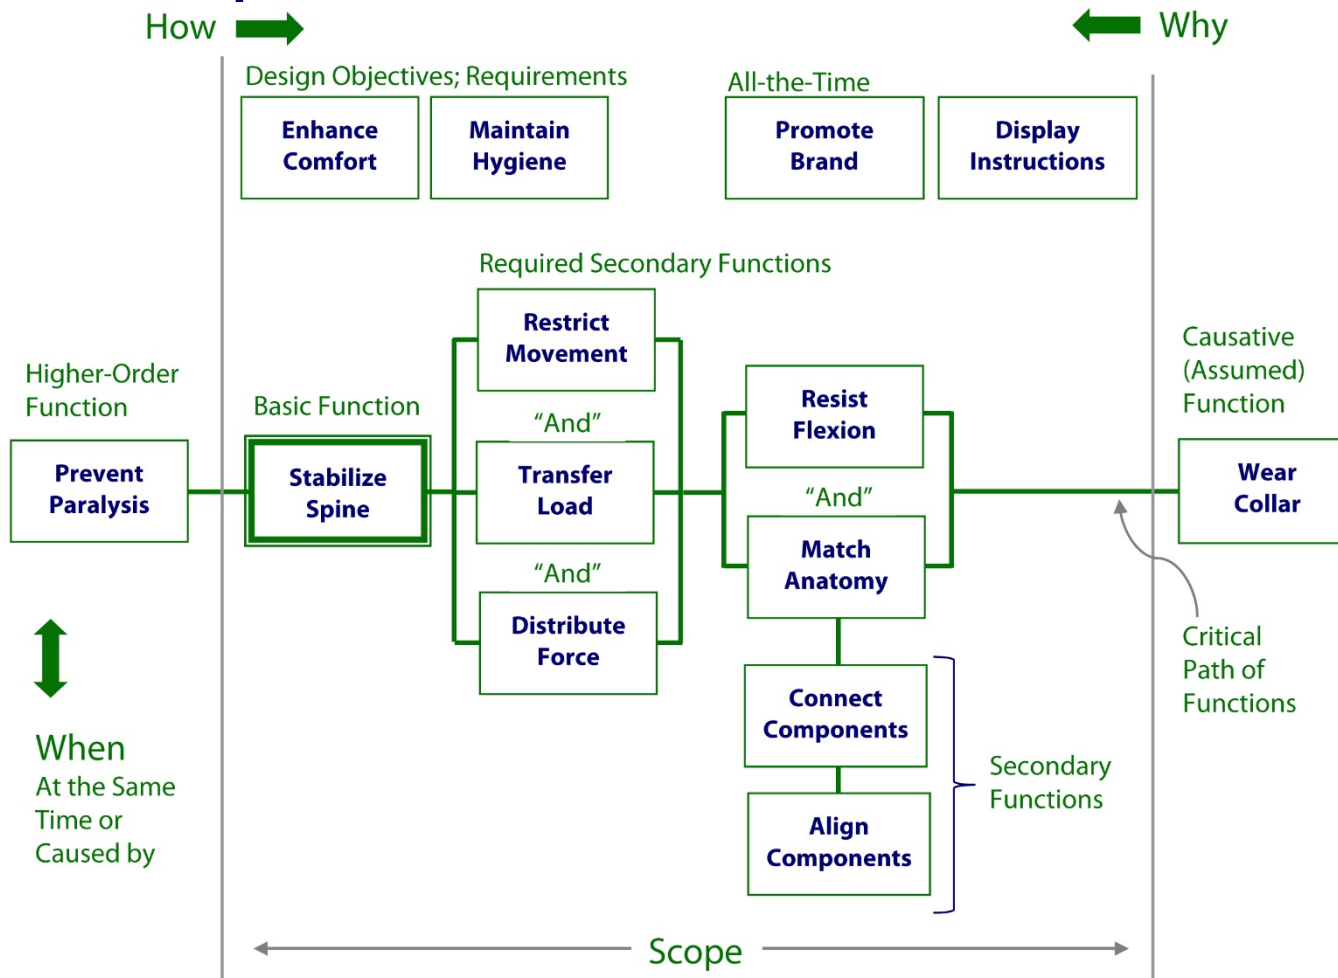 How
Why
Design Objectives; Requirements
All-the-Time
Enhance
Comfort
Maintain
Hygiene
Promote
Brand
Display
Instructions
Required Secondary Functions
Restrict
Movement
Higher-Order
Function
Basic Function
“And”
Resist
Flexion
Causative
(Assumed)
Function
Prevent
Paralysis
Stabilize
Spine
Transfer
Load
“And”
Wear
Collar
“And”
Match
Anatomy
Distribute
Force
Critical
Path of
Functions
Connect
Components
Secondary
Functions
Align
Components
When
At the Same
Time or
Caused by
Scope